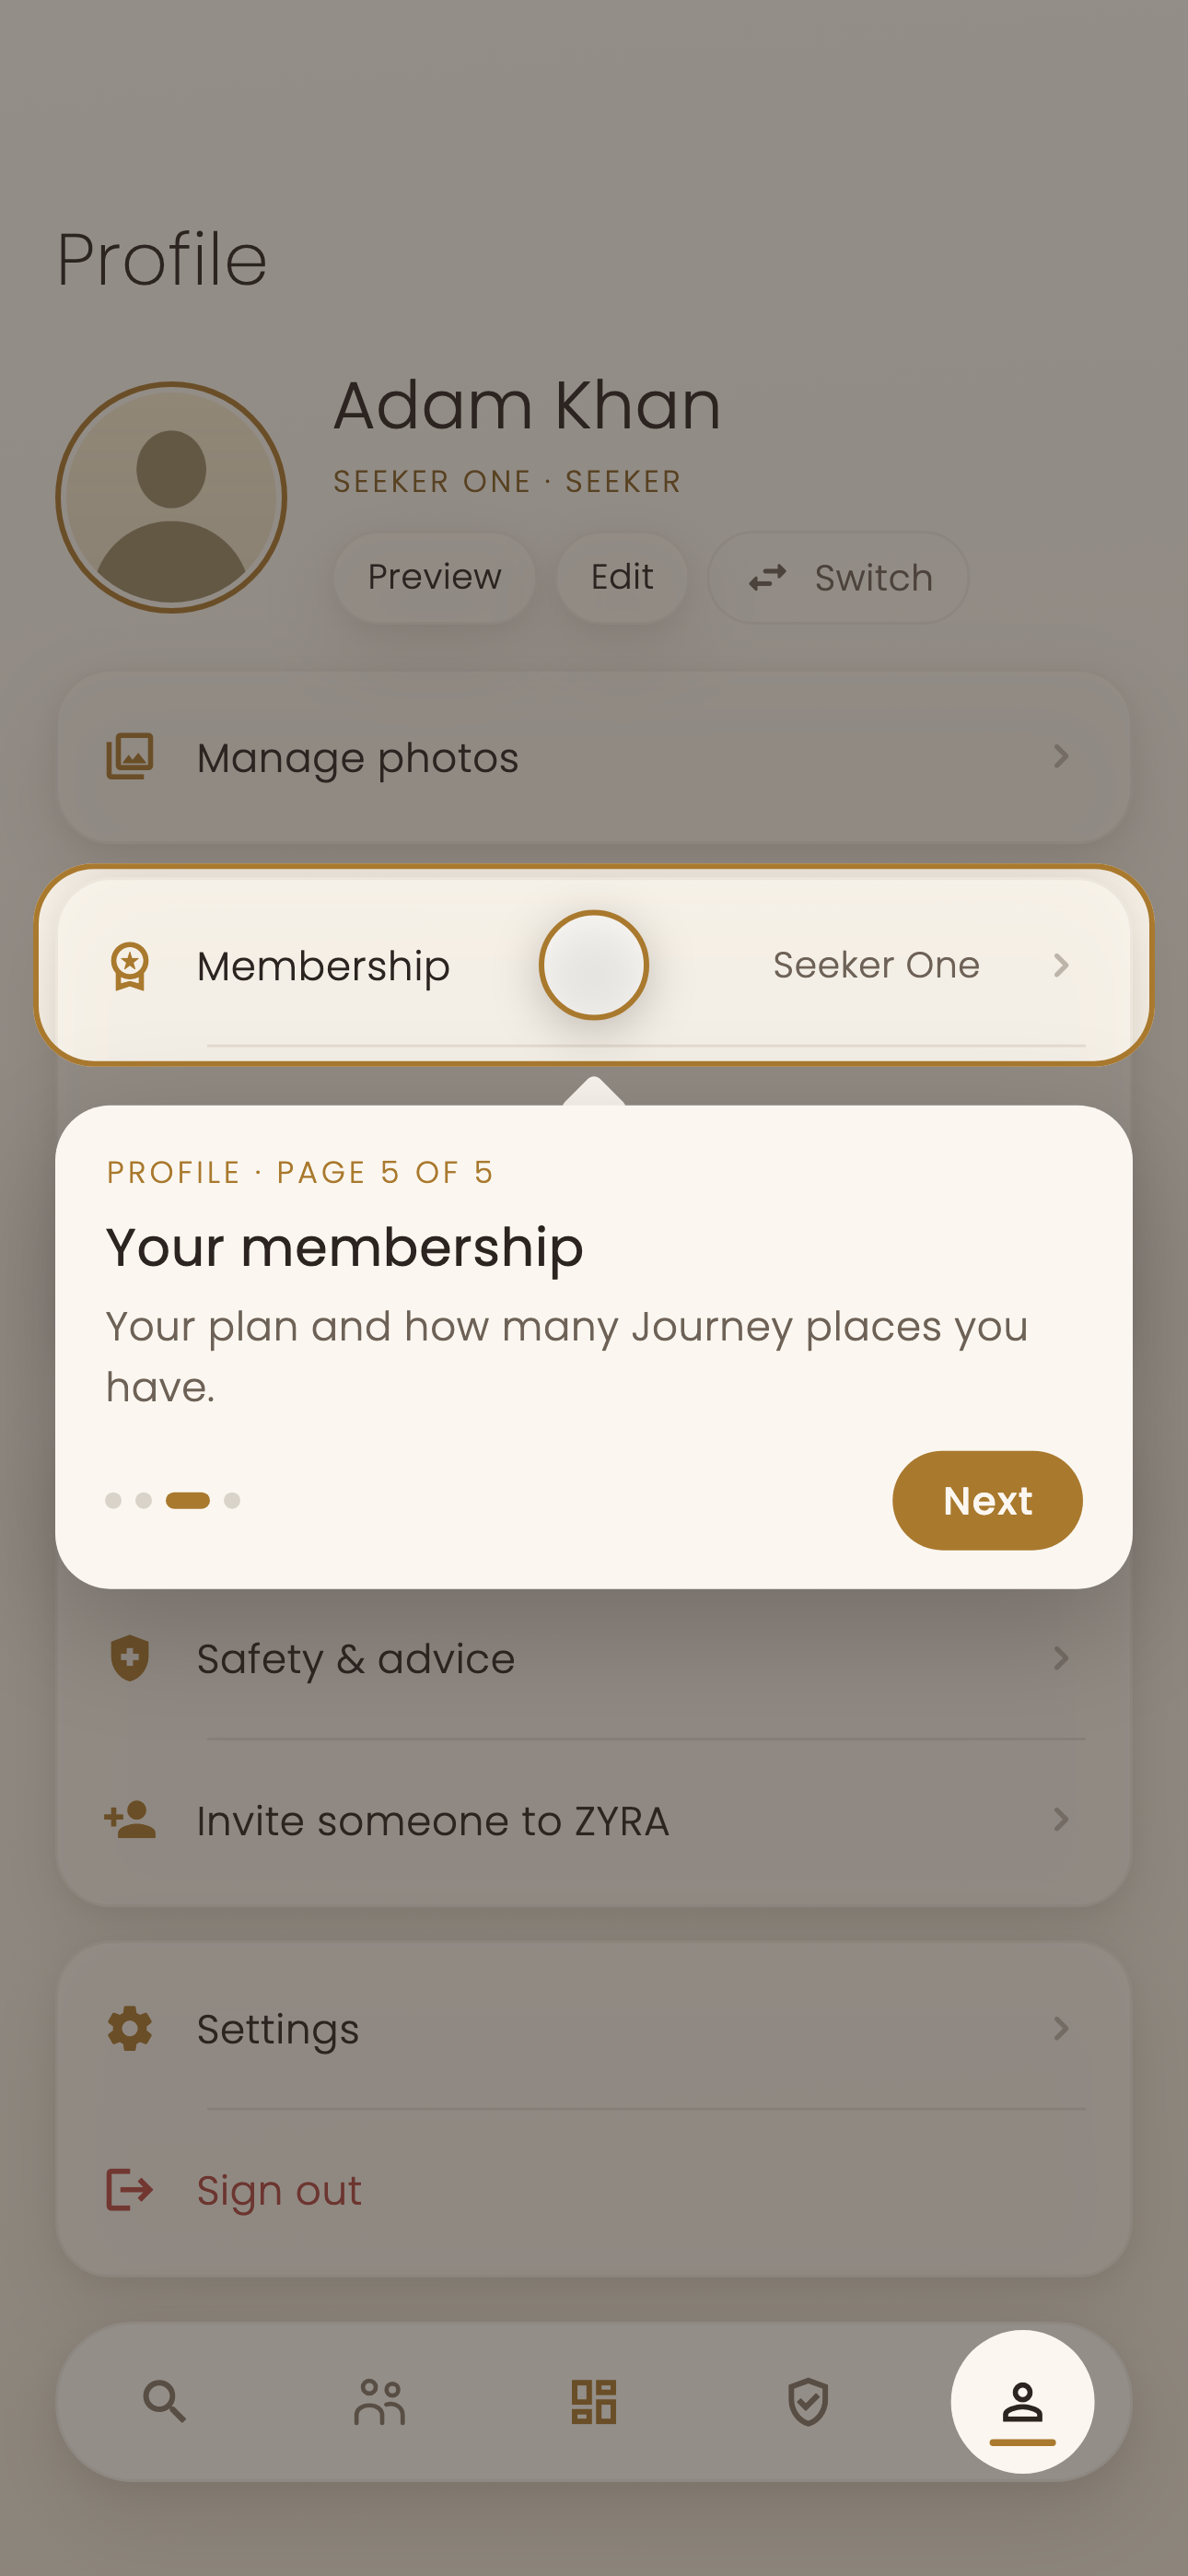 Profile
Adam Khan
SEEKER ONE · SEEKER
Preview
Edit
Switch
Manage photos
Membership
Seeker One
PROFILE · PAGE 5 OF 5
Your membership
Your plan and how many Journey places you
have.
Next
Safety & advice
Invite someone to ZYRA
Settings
Sign out